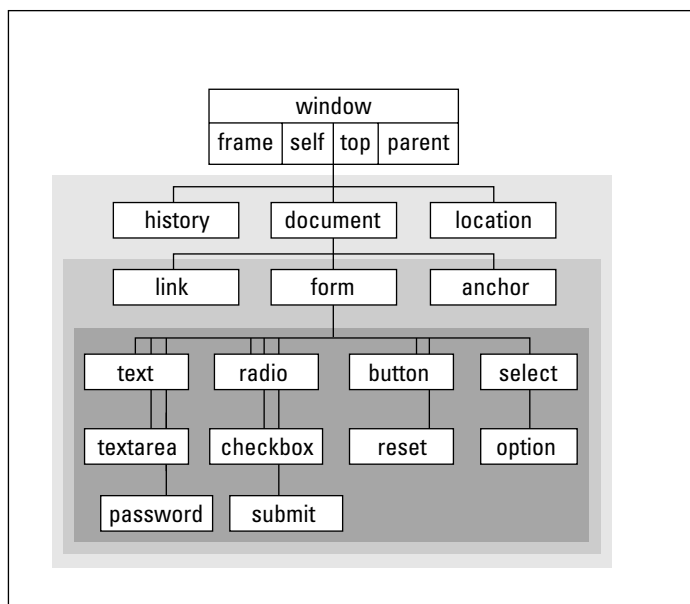 window
frame self top parent
history document location
link form anchor
text radio button select
textarea checkbox reset option
password submit